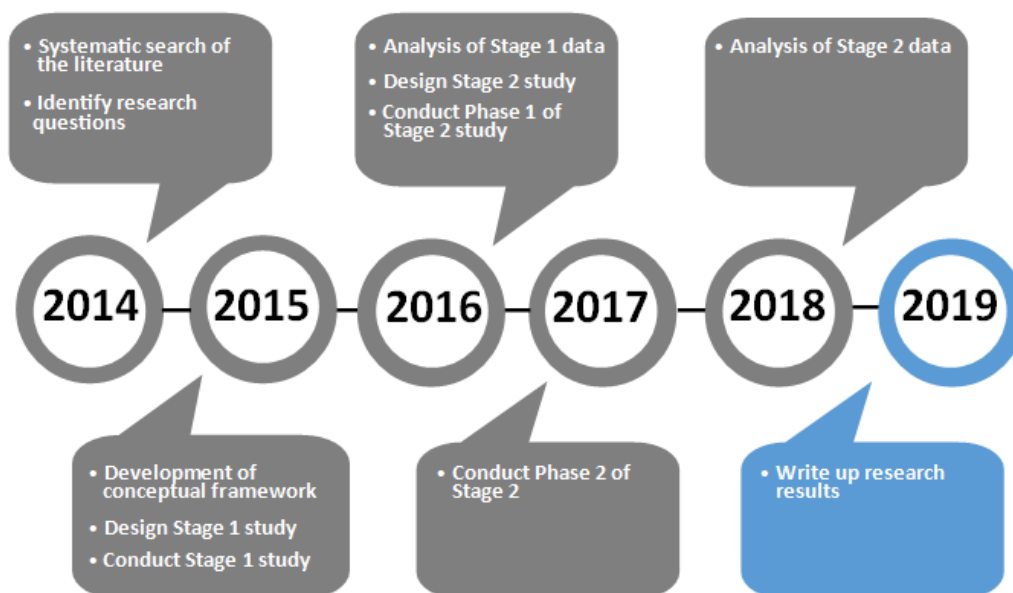 • Systematic search of
the literature
• Identify research
questions
• Analysis of Stage 1 data
• Design Stage 2 study
• Conduct Phase 1 of
Stage 2 study
• Analysis of Stage 2 data
2014
2015
2016
2017
2018
2019
• Development of
conceptual framework
• Design Stage 1 study
• Conduct Stage 1 study
• Conduct Phase 2 of
Stage 2
• Write up research
results